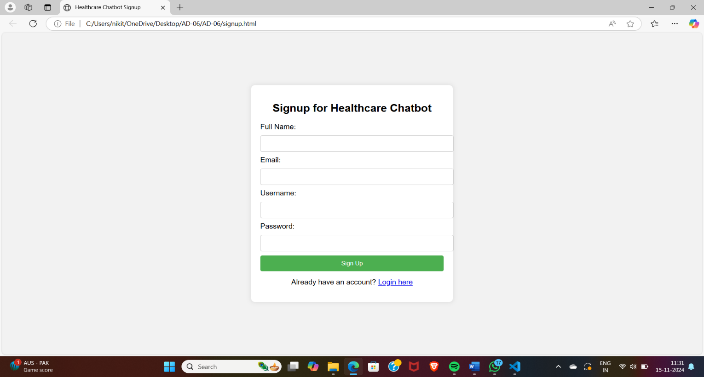 Healthcare Chatbot Signup
File
C:/Users/nikit/OneDrive/Desktop/AD-06/AD-06/signup.html
Signup for Healthcare Chatbot
Full Name:
Email:
Username:
Password:
Sign Up
Already have an account? Login here
AUS - PAK
Game score
Search
ENG
IN
11:31
15-11-2024